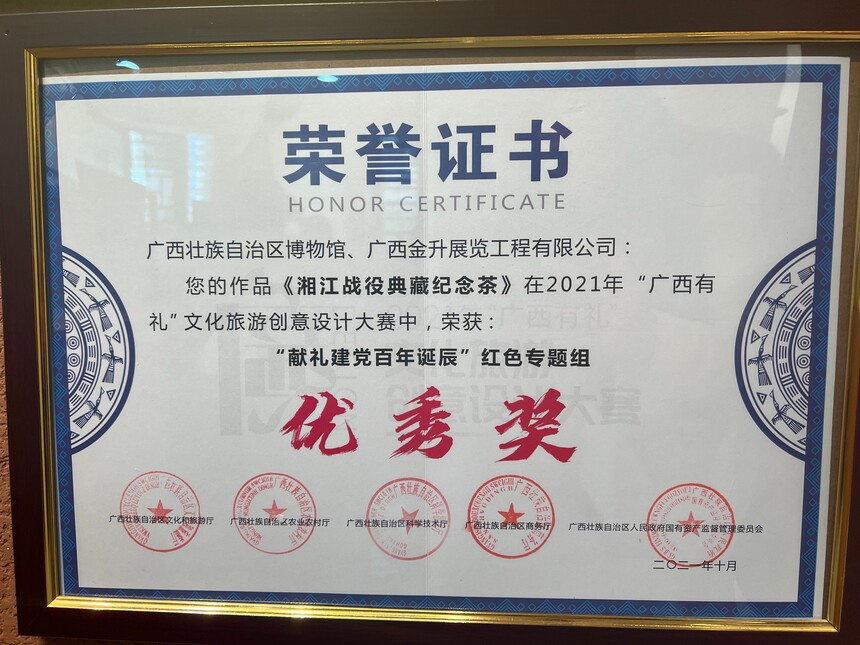 荣誉证书
HONOR CERTIFICATE
广西壮族自治区博物馆、广西金升展览工程有限公司：
您的作品《湘江战役典藏纪念茶》在2021年“广西有
礼”文化旅游创意设计大赛中，荣获：
“献礼建党百年诞辰”红色专题组
优秀奖
广西壮族自治区文化和旅游厅 广西壮族自治区农业农村厅 广西壮族自治区科学技术厅 广西壮族自治区商务厅 广西壮族自治区人民政府国有资产监督管理委员会
二〇二一年十月